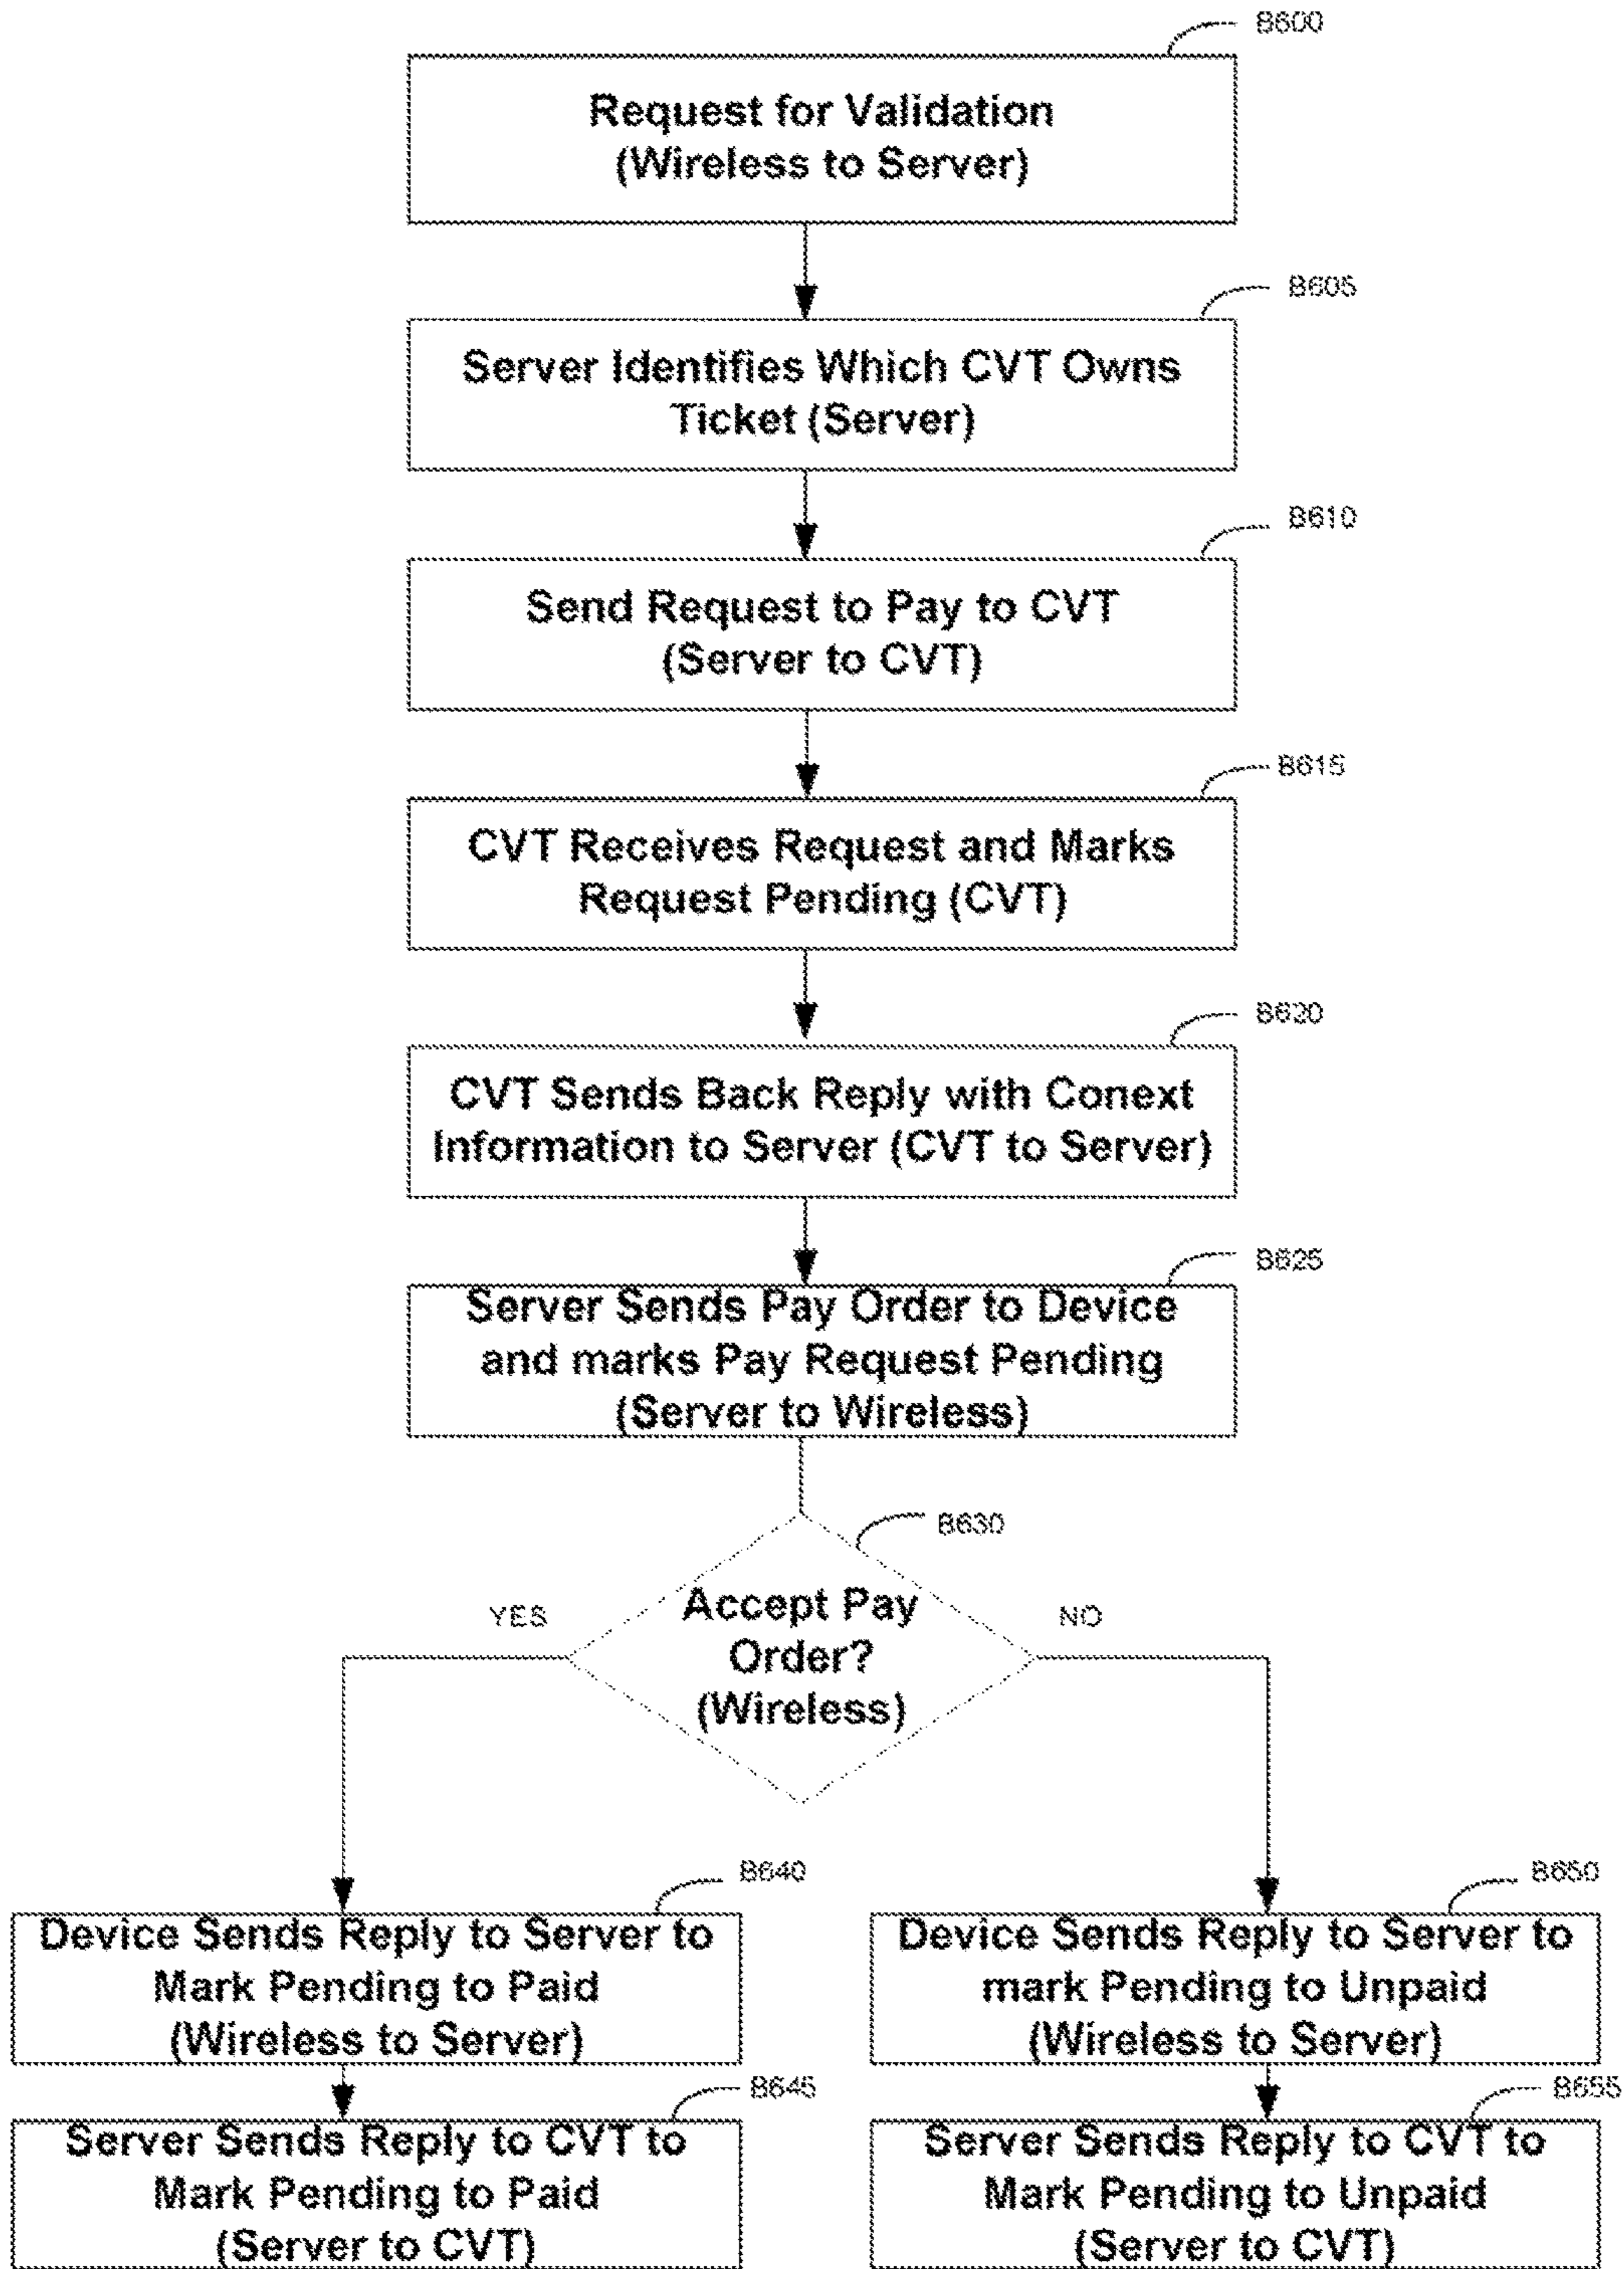 B600
Request for Validation
(Wireless to Server)
B605
Server Identifies Which CVT Owns
Ticket (Server)
B610
Send Request to Pay to CVT
(Server to CVT)
B615
CVT Receives Request and Marks
Request Pending (CVT)
B620
CVT Sends Back Reply with Conext
Information to Server (CVT to Server)
B625
Server Sends Pay Order to Device
and marks Pay Request Pending
(Server to Wireless)
B630
Accept Pay
Order?
(Wireless)
YES
NO
B640
Device Sends Reply to Server to
Mark Pending to Paid
(Wireless to Server)
B645
Server Sends Reply to CVT to
Mark Pending to Paid
(Server to CVT)
B650
Device Sends Reply to Server to
mark Pending to Unpaid
(Wireless to Server)
B655
Server Sends Reply to CVT to
Mark Pending to Unpaid
(Server to CVT)